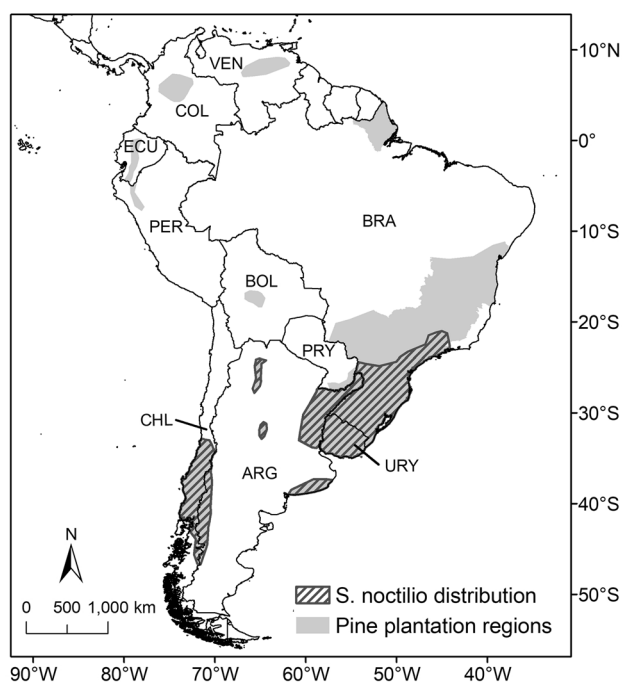 10°N
VEN
COL
0°
ECU
PER
BRA
10°S
BOL
20°S
PRY
30°S
CHL
URY
ARG
40°S
N
S. noctilio distribution
50°S
0 500 1,000 km
Pine plantation regions
90°W 80°W 70°W 60°W 50°W 40°W